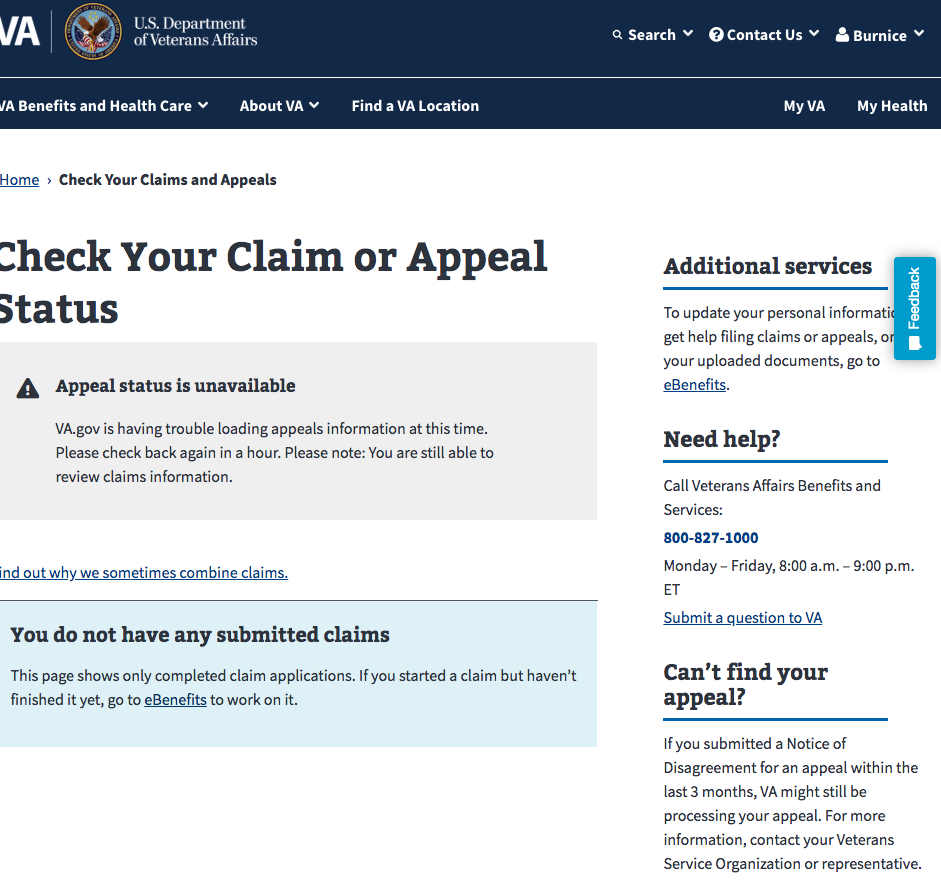 VA
U.S. Department
of Veterans Affairs
Search
Contact Us
Burnice
VA Benefits and Health Care
About VA
Find a VA Location
My VA
My Health
Home › Check Your Claims and Appeals
Check Your Claim or Appeal
Status
Appeal status is unavailable
VA.gov is having trouble loading appeals information at this time.
Please check back again in a hour. Please note: You are still able to
review claims information.
ind out why we sometimes combine claims.
You do not have any submitted claims
This page shows only completed claim applications. If you started a claim but haven’t
finished it yet, go to eBenefits to work on it.
Additional services
To update your personal informatio
get help filing claims or appeals, or
your uploaded documents, go to
eBenefits.
Feedback
Need help?
Call Veterans Affairs Benefits and
Services:
800-827-1000
Monday – Friday, 8:00 a.m. – 9:00 p.m.
ET
Submit a question to VA
Can’t find your
appeal?
If you submitted a Notice of
Disagreement for an appeal within the
last 3 months, VA might still be
processing your appeal. For more
information, contact your Veterans
Service Organization or representative.